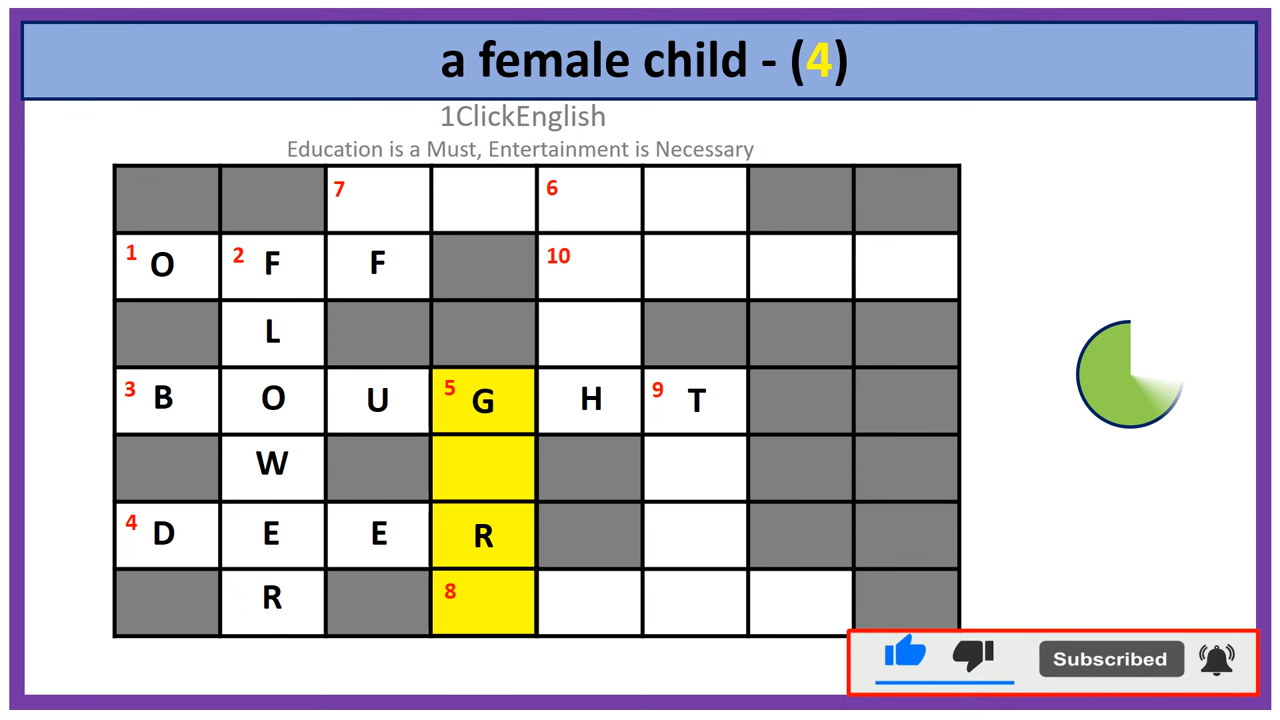 a female child - (4)
1ClickEnglish
Education is a Must, Entertainment is Necessary
7 6
1 O 2 F F 10
L
3 B O U 5 G H 9 T
W
4 D E E R
R 8
Subscribed